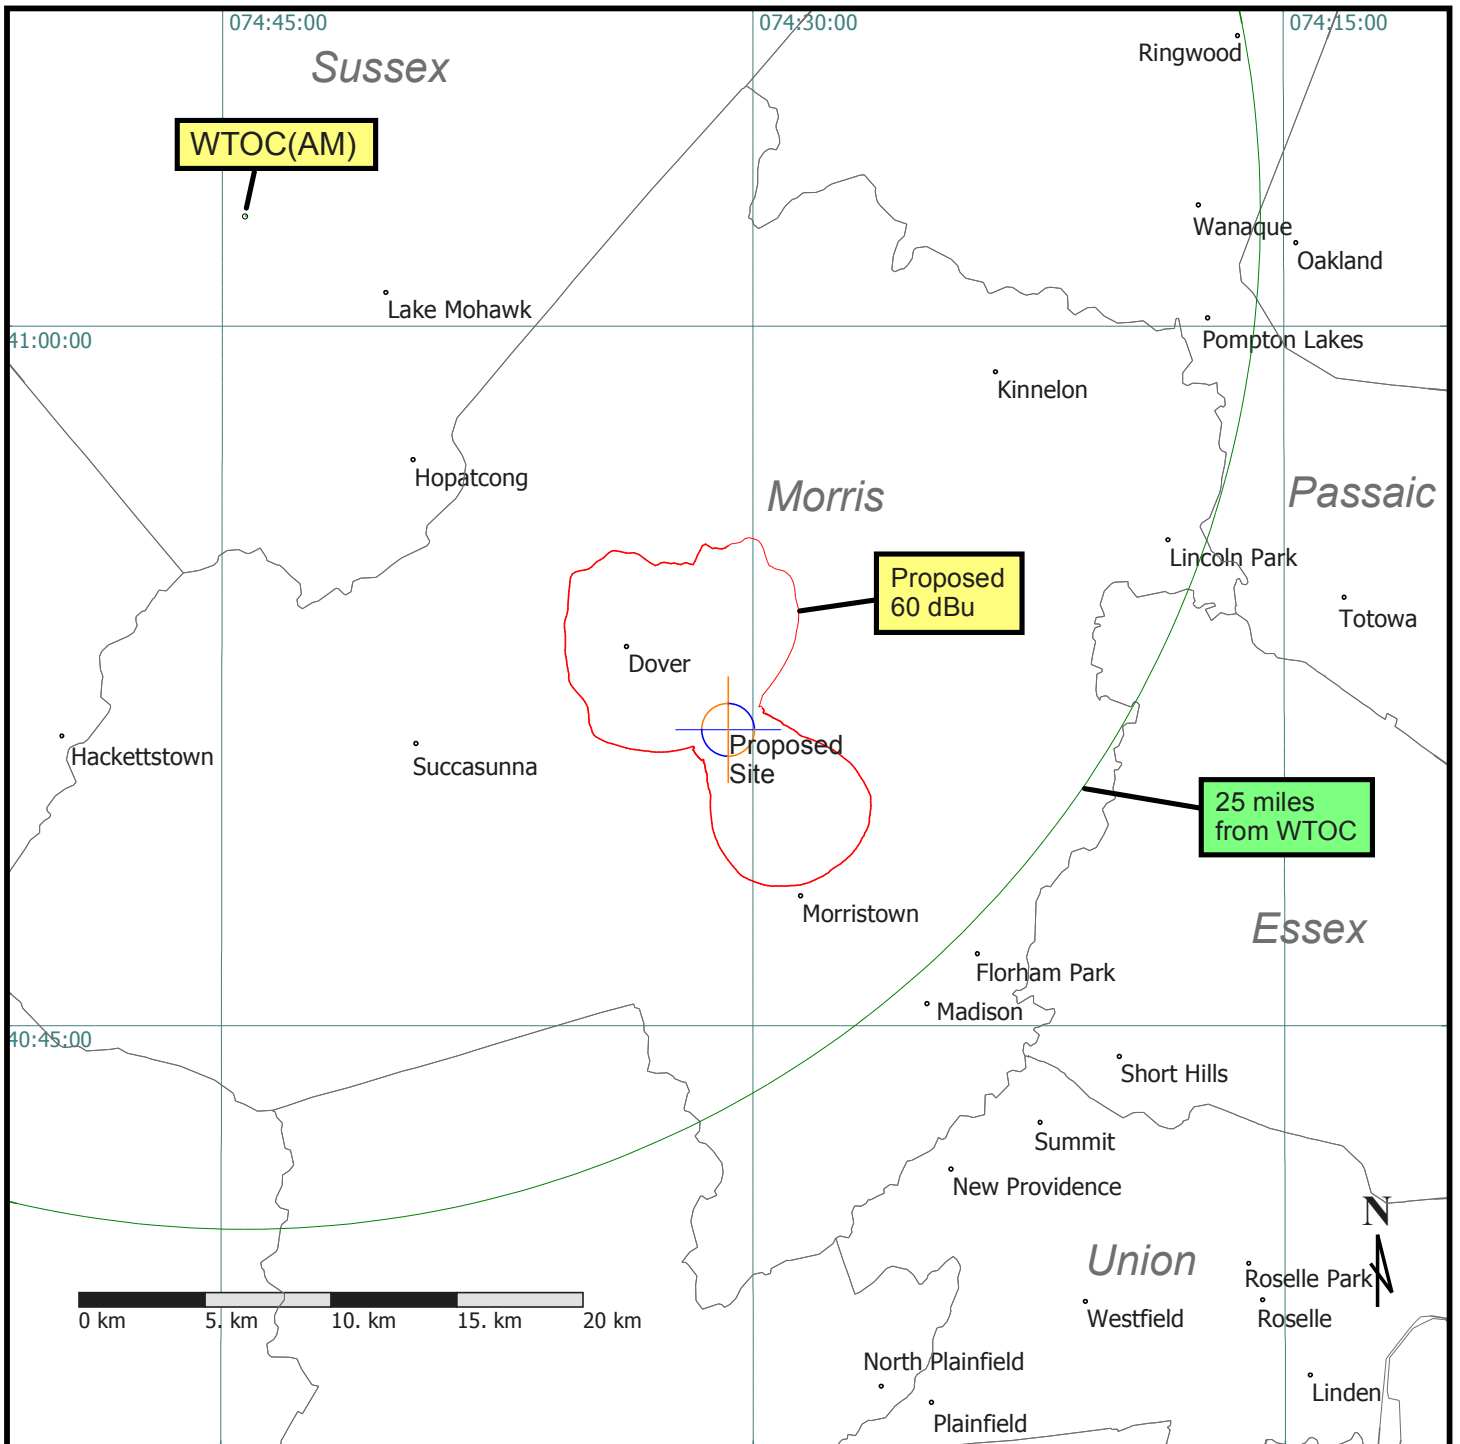 074:45:00
074:30:00
074:15:00
Sussex
Ringwood
WTOC(AM)
Wanaque
Oakland
Lake Mohawk
41:00:00
Pompton Lakes
Kinnelon
Hopatcong
Morris
Passaic
Lincoln Park
Proposed
60 dBu
Totowa
Dover
Proposed
Site
Hackettstown
Succasunna
25 miles
from WTOC
Morristown
Essex
Florham Park
Madison
40:45:00
Short Hills
Summit
New Providence
N
Union
Roselle Park
Westfield
Roselle
0 km 5. km 10. km 15. km 20 km
North Plainfield
Linden
Plainfield